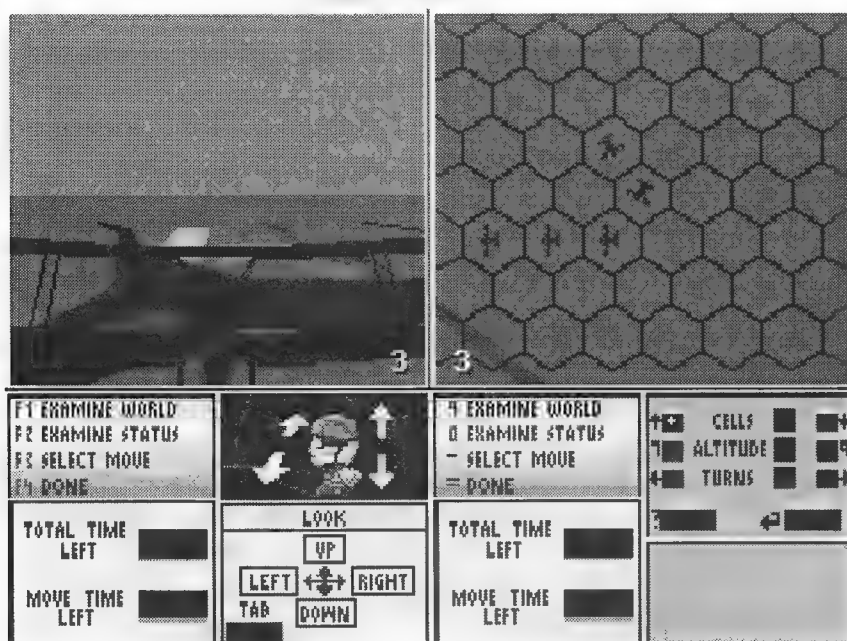 3
3
F1 EXAMINE WORLD
F2 EXAMINE STATUS
F3 SELECT MOVE
F4 DONE
9 EXAMINE WORLD
0 EXAMINE STATUS
- SELECT MOVE
= DONE
CELLS
ALTITUDE
TURNS
TOTAL TIME
LEFT
MOVE TIME
LEFT
LOOK
UP
LEFT
RIGHT
TAB
DOWN
TOTAL TIME
LEFT
MOVE TIME
LEFT